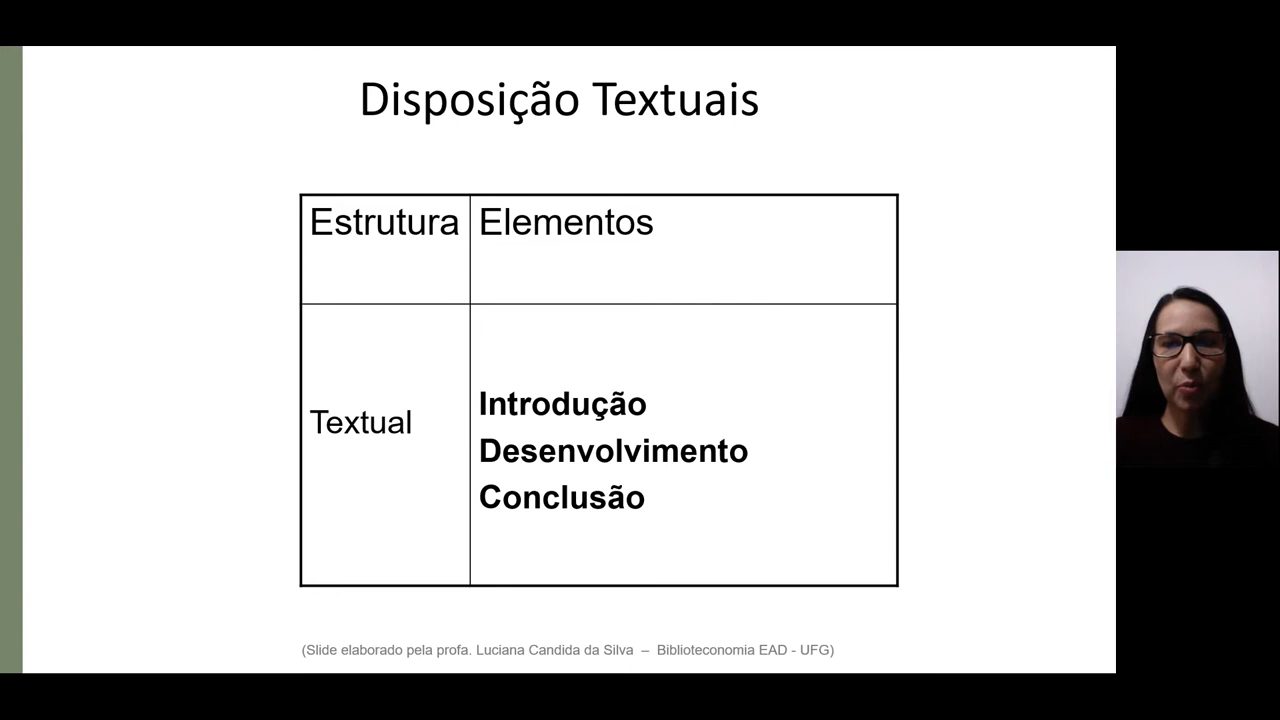 Disposição Textuais
Estrutura
Elementos
Textual
Introdução
Desenvolvimento
Conclusão
(Slide elaborado pela profa. Luciana Candida da Silva – Biblioteconomia EAD - UFG)